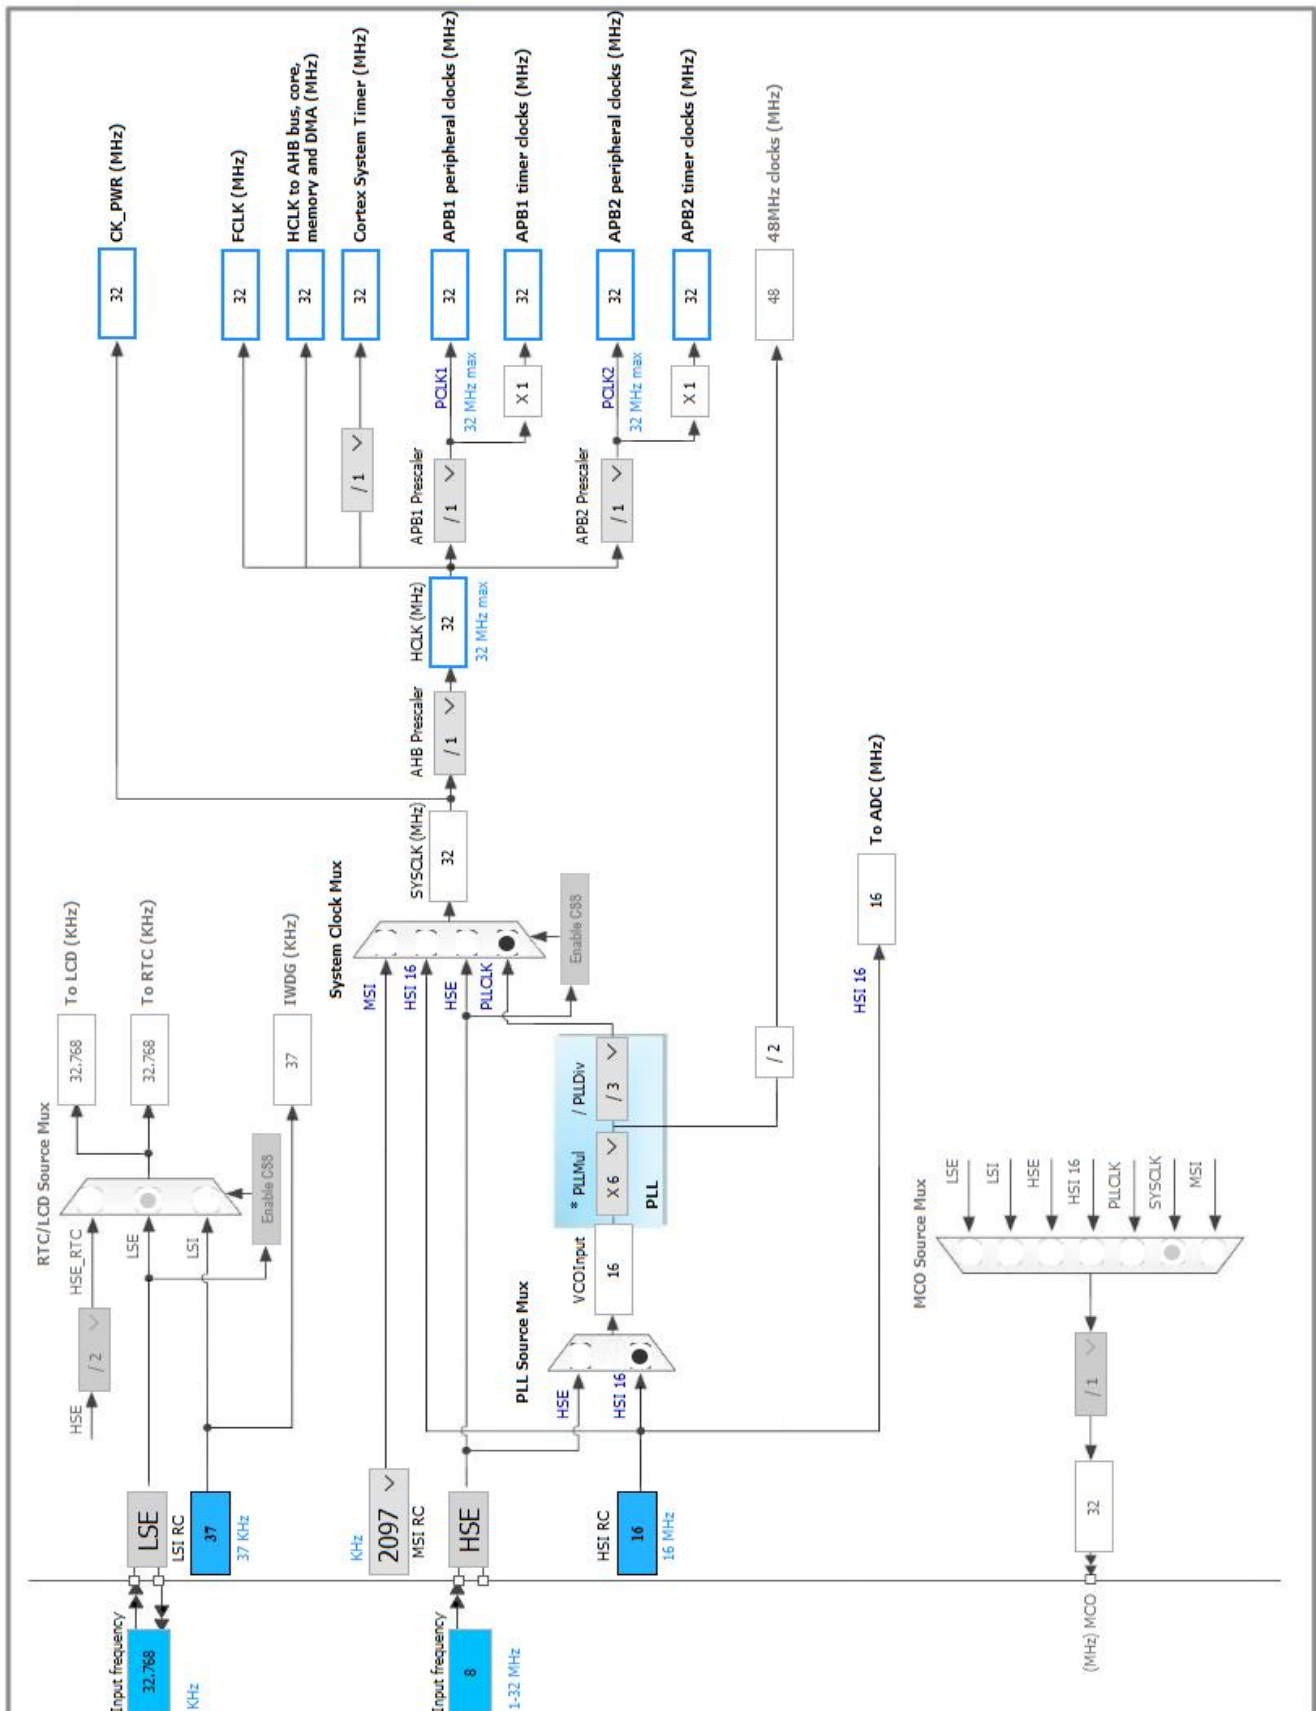 RTC/LCD Source Mux
HSE
/ 2
HSE_RTC
To LCD (KHz)
32.768
Input frequency
32.768
KHz
LSE
LSE
To RTC (KHz)
32.768
LSI RC
37
37 KHz
LSI
Enable CSS
IWDG (KHz)
37
CK_PWR (MHz)
32
FCLK (MHz)
32
HCLK to AHB bus, core,
memory and DMA (MHz)
32
Cortex System Timer (MHz)
32
/ 1
System Clock Mux
KHz
2097
MSI RC
MSI
HSI 16
HSE
PLLCLK
Enable CSS
SYSCLK (MHz)
32
AHB Prescaler
/ 1
HCLK (MHz)
32
32 MHz max
APB1 Prescaler
/ 1
PCLK1
32 MHz max
32
APB1 peripheral clocks (MHz)
X 1
32
APB1 timer clocks (MHz)
APB2 Prescaler
/ 1
PCLK2
32 MHz max
32
APB2 peripheral clocks (MHz)
X 1
32
APB2 timer clocks (MHz)
Input frequency
8
1-32 MHz
HSE
PLL Source Mux
HSE
HSI 16
VCOInput
16
* PLLMul
X 6
/ PLLDiv
/ 3
PLL
/ 2
48
48MHz clocks (MHz)
HSI RC
16
16 MHz
HSI 16
16
To ADC (MHz)
MCO Source Mux
LSE
LSI
HSE
HSI 16
PLLCLK
SYSCLK
MSI
/ 1
32
(MHz) MCO